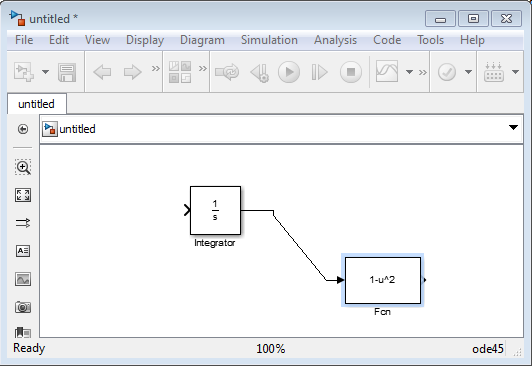 untitled *
File Edit View Display Diagram Simulation Analysis Code Tools Help
untitled
untitled
1
s
Integrator
1-u^2
Fcn
Ready 100% ode45